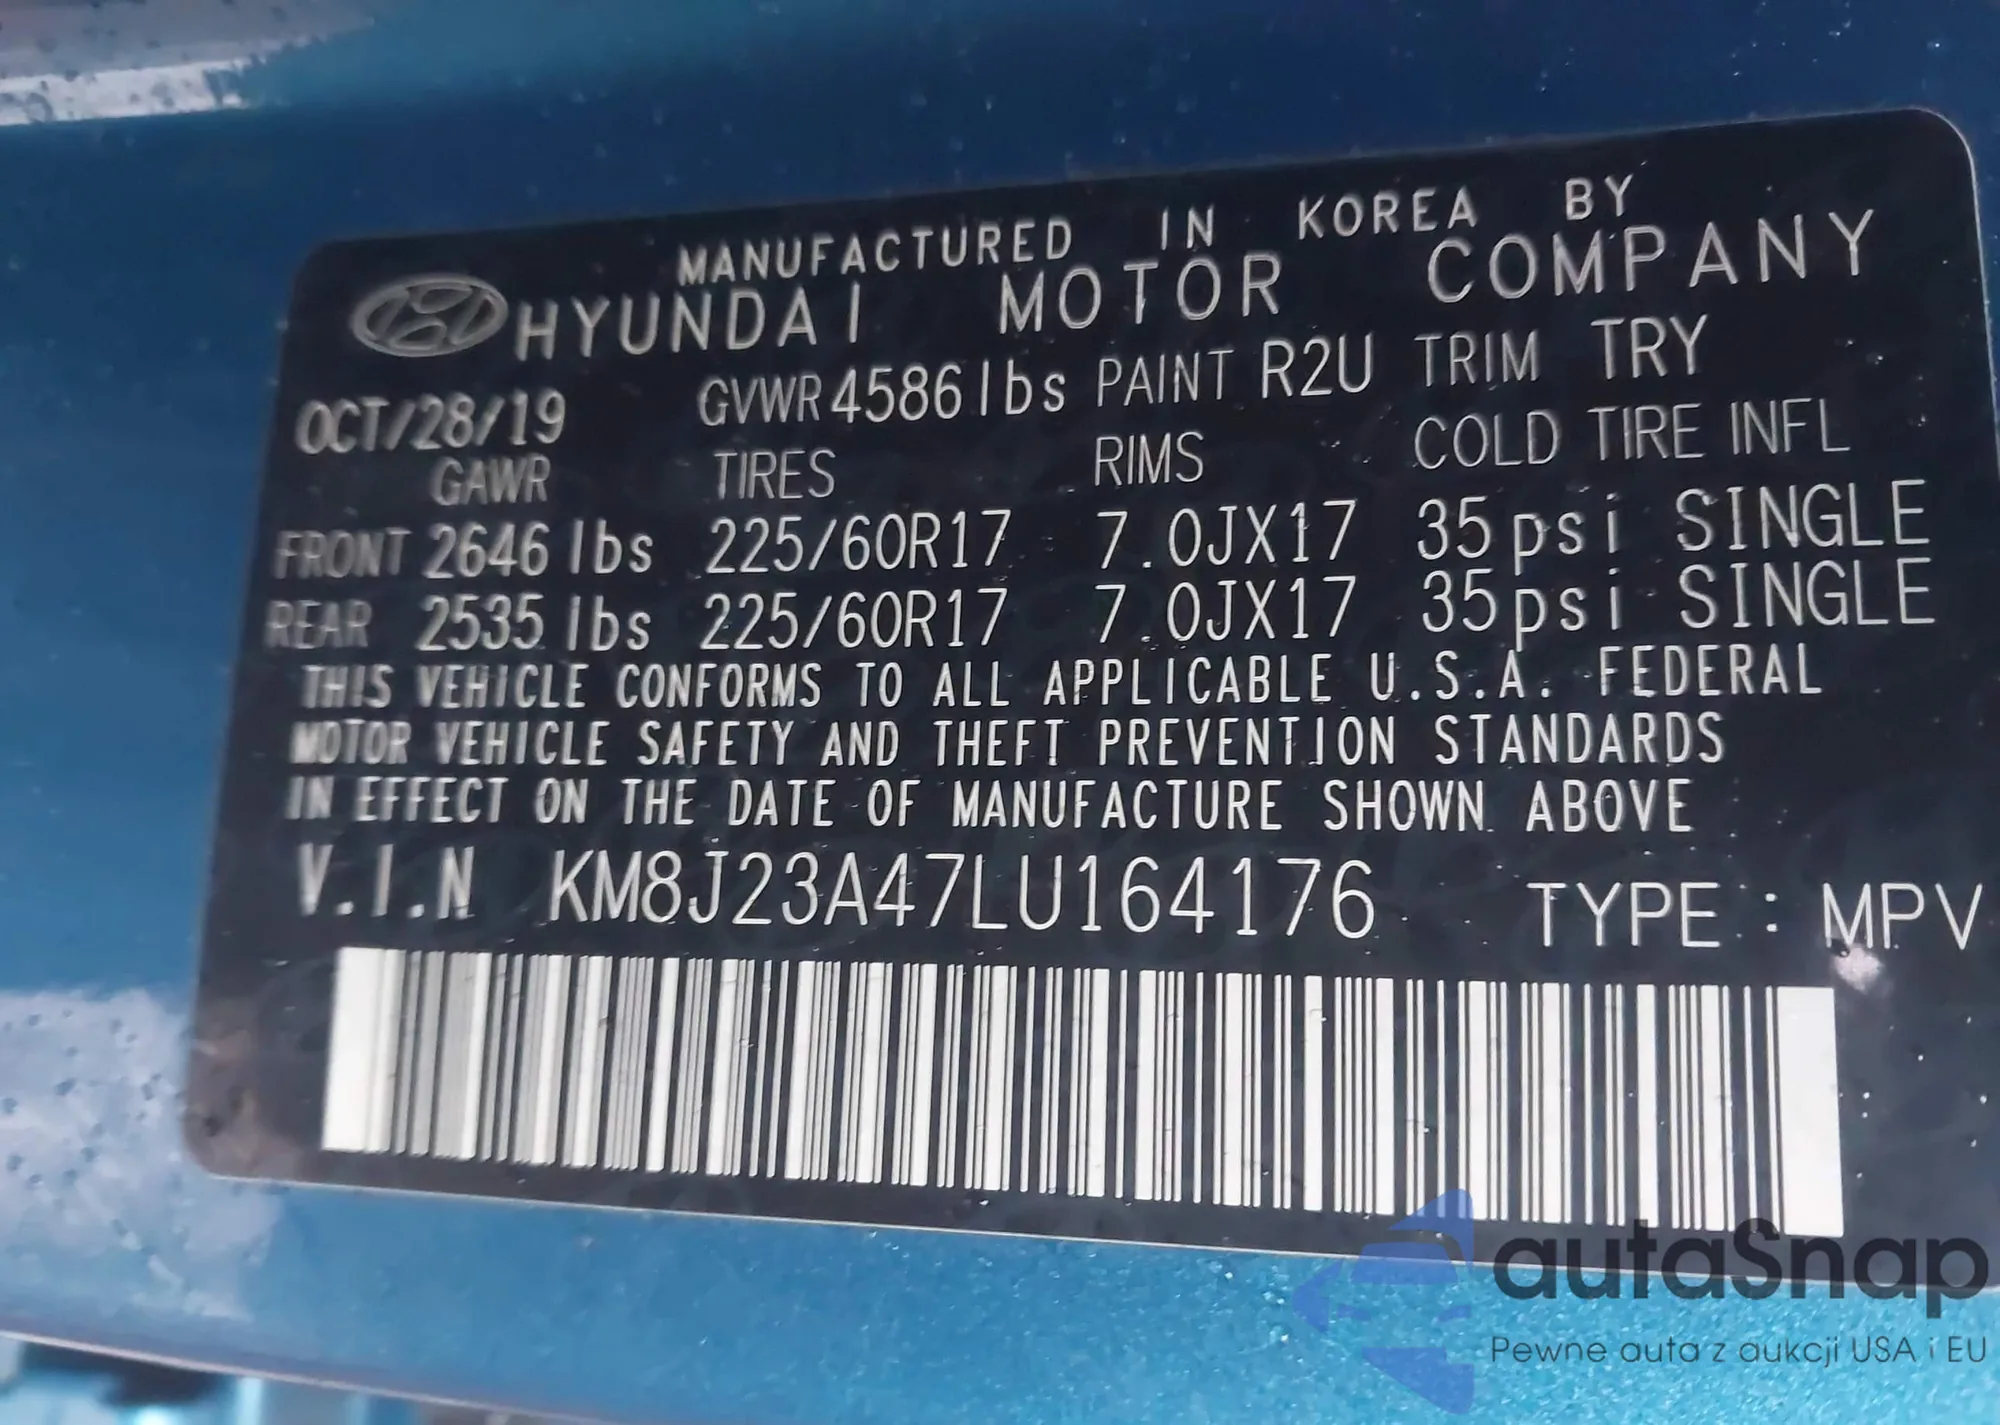 MANUFACTURED IN KOREA BY
HYUNDAI MOTOR COMPANY
OCT/28/19 GVWR 4586 lbs PAINT R2U TRIM TRY
GAWR TIRES RIMS COLD TIRE INFL
FRONT 2646 lbs 225/60R17 7.0JX17 35psi SINGLE
REAR 2535 lbs 225/60R17 7.0JX17 35psi SINGLE
THIS VEHICLE CONFORMS TO ALL APPLICABLE U.S.A. FEDERAL
MOTOR VEHICLE SAFETY AND THEFT PREVENTION STANDARDS
IN EFFECT ON THE DATE OF MANUFACTURE SHOWN ABOVE
V.I.N KM8J23A47LU164176 TYPE : MPV
autaSnap
Pewne auta z aukcji USA i EU